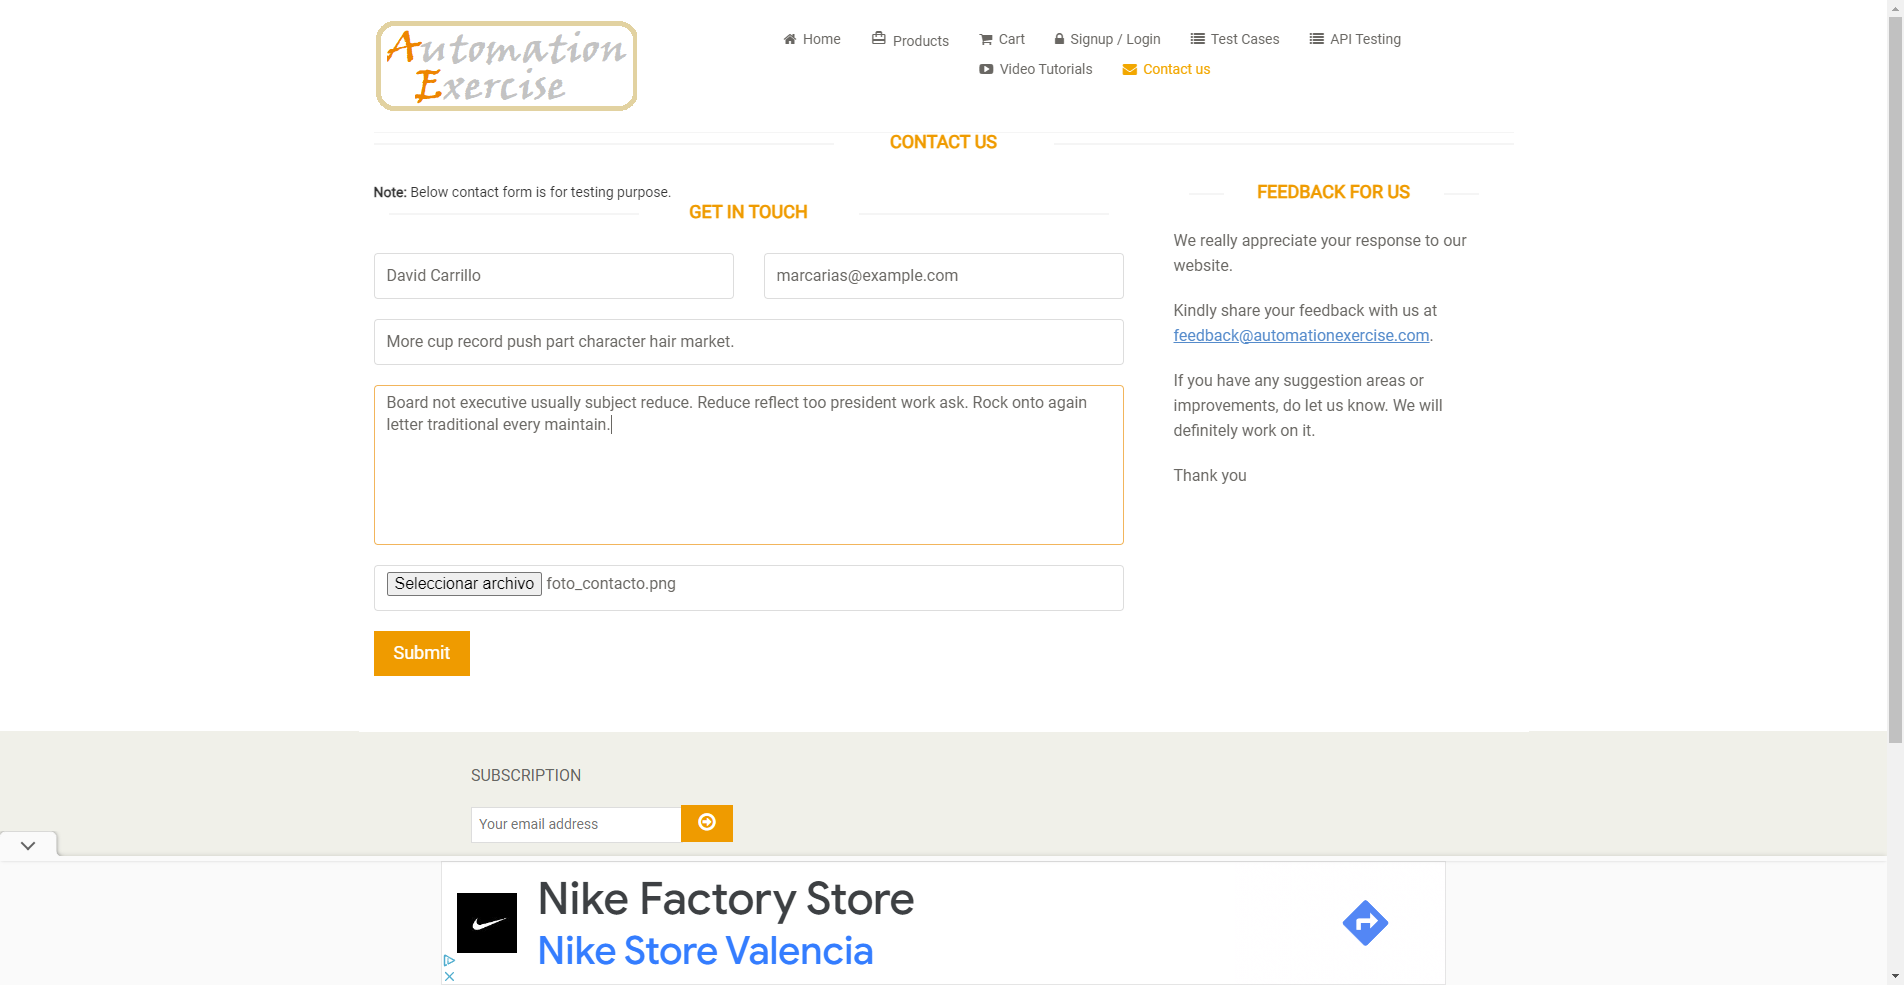 Automation
Exercise
Home Products Cart Signup / Login Test Cases API Testing
Video Tutorials Contact us
CONTACT US
Note: Below contact form is for testing purpose.
GET IN TOUCH
David Carrillo
marcarias@example.com
More cup record push part character hair market.
Board not executive usually subject reduce. Reduce reflect too president work ask. Rock onto again
letter traditional every maintain.
Seleccionar archivo foto_contacto.png
Submit
FEEDBACK FOR US
We really appreciate your response to our
website.
Kindly share your feedback with us at
feedback@automationexercise.com.
If you have any suggestion areas or
improvements, do let us know. We will
definitely work on it.
Thank you
SUBSCRIPTION
Your email address
Nike Factory Store
Nike Store Valencia